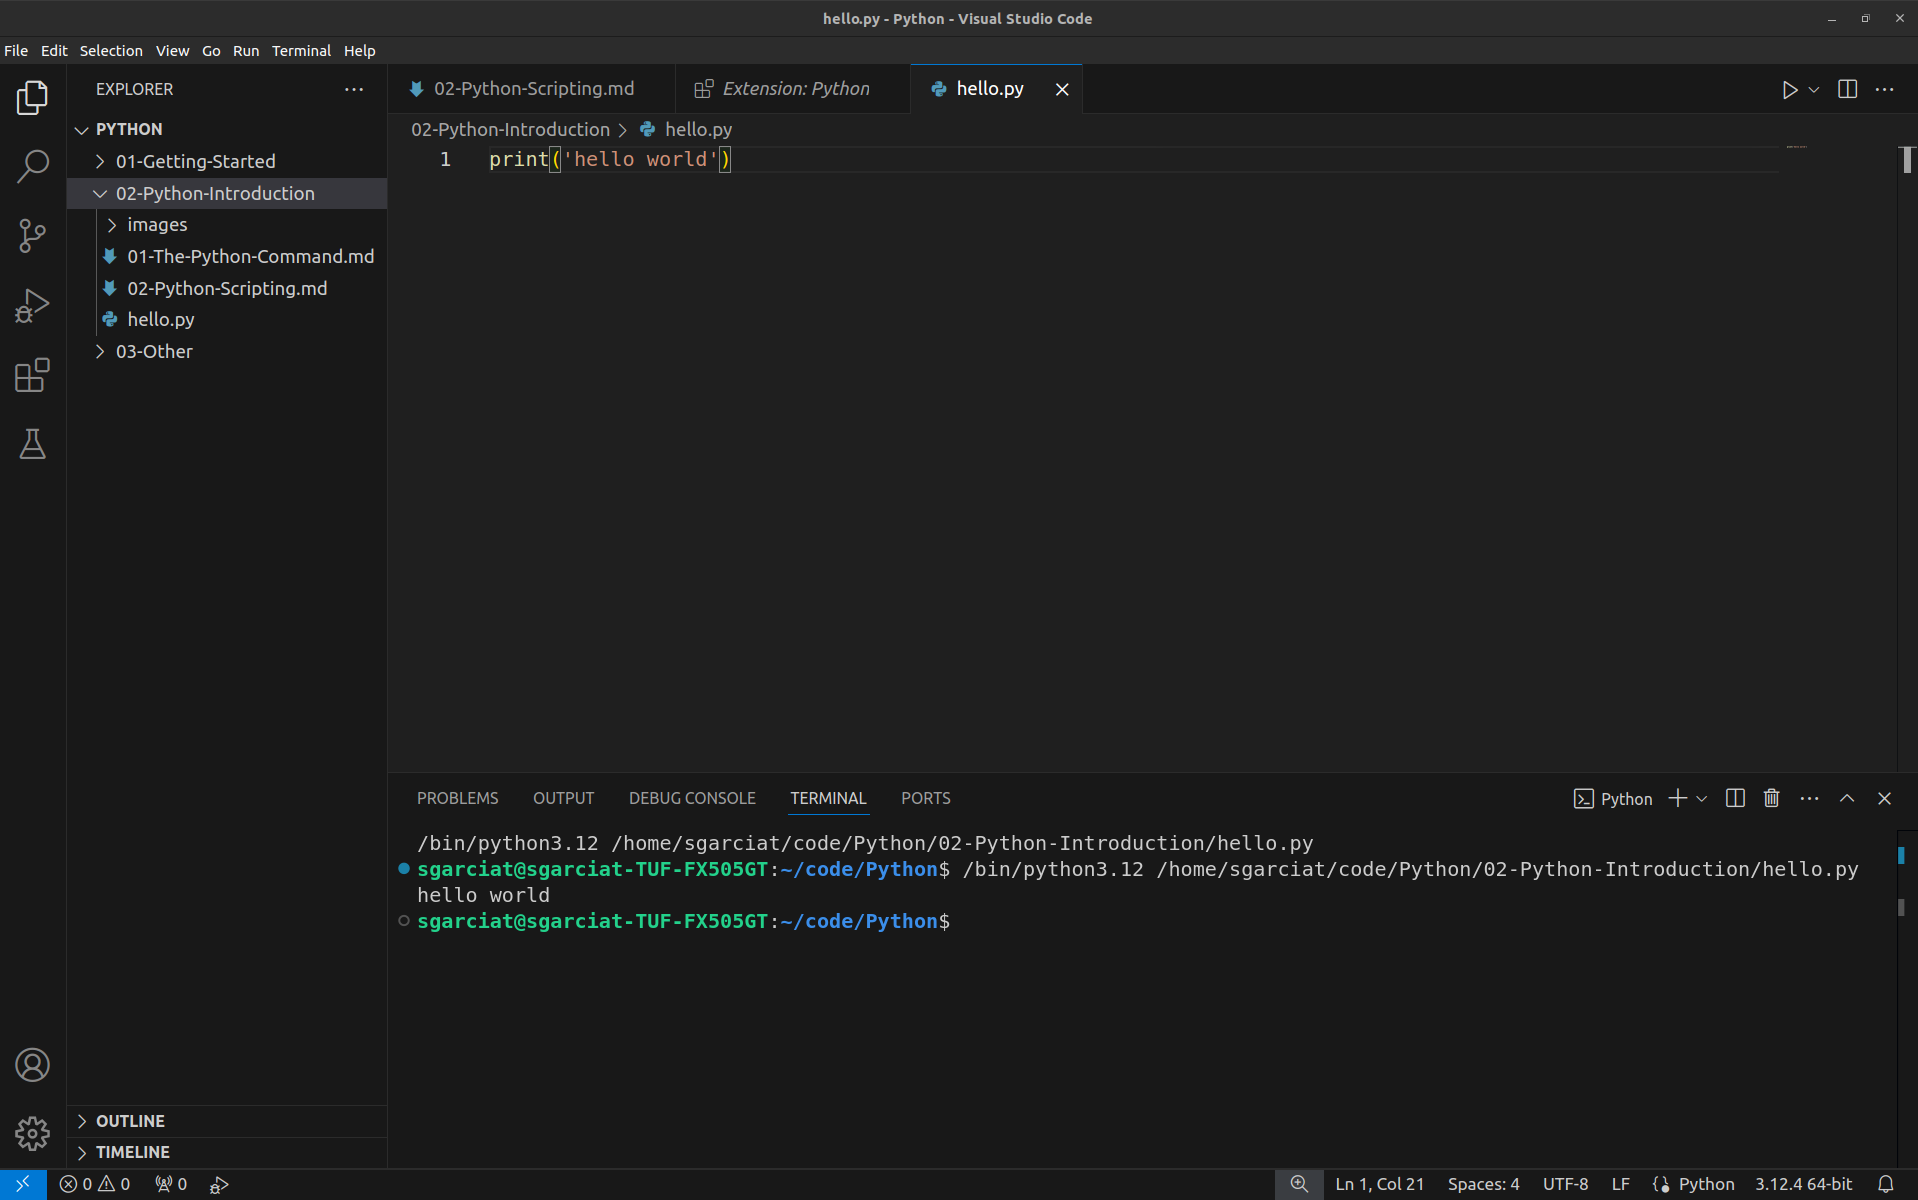 hello.py - Python - Visual Studio Code
File Edit Selection View Go Run Terminal Help
EXPLORER
PYTHON
01-Getting-Started
02-Python-Introduction
images
01-The-Python-Command.md
02-Python-Scripting.md
hello.py
03-Other
OUTLINE
TIMELINE
02-Python-Scripting.md Extension: Python hello.py
02-Python-Introduction > hello.py
1 print('hello world')
PROBLEMS OUTPUT DEBUG CONSOLE TERMINAL PORTS Python
/bin/python3.12 /home/sgarciat/code/Python/02-Python-Introduction/hello.py
sgarciat@sgarciat-TUF-FX505GT:~/code/Python$ /bin/python3.12 /home/sgarciat/code/Python/02-Python-Introduction/hello.py
hello world
sgarciat@sgarciat-TUF-FX505GT:~/code/Python$
0 0 0 Ln 1, Col 21 Spaces: 4 UTF-8 LF Python 3.12.4 64-bit